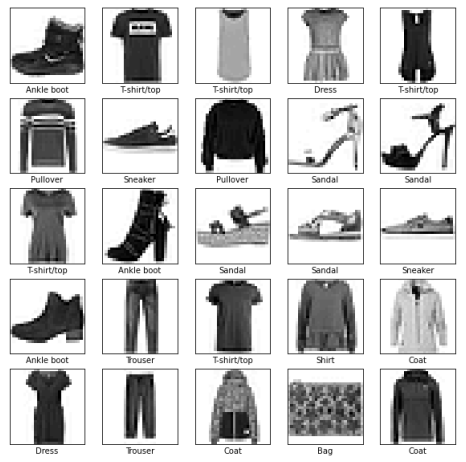 Ankle boot
T-shirt/top
T-shirt/top
Dress
T-shirt/top
Pullover
Sneaker
Pullover
Sandal
Sandal
T-shirt/top
Ankle boot
Sandal
Sandal
Sneaker
Ankle boot
Trouser
T-shirt/top
Shirt
Coat
Dress
Trouser
Coat
Bag
Coat